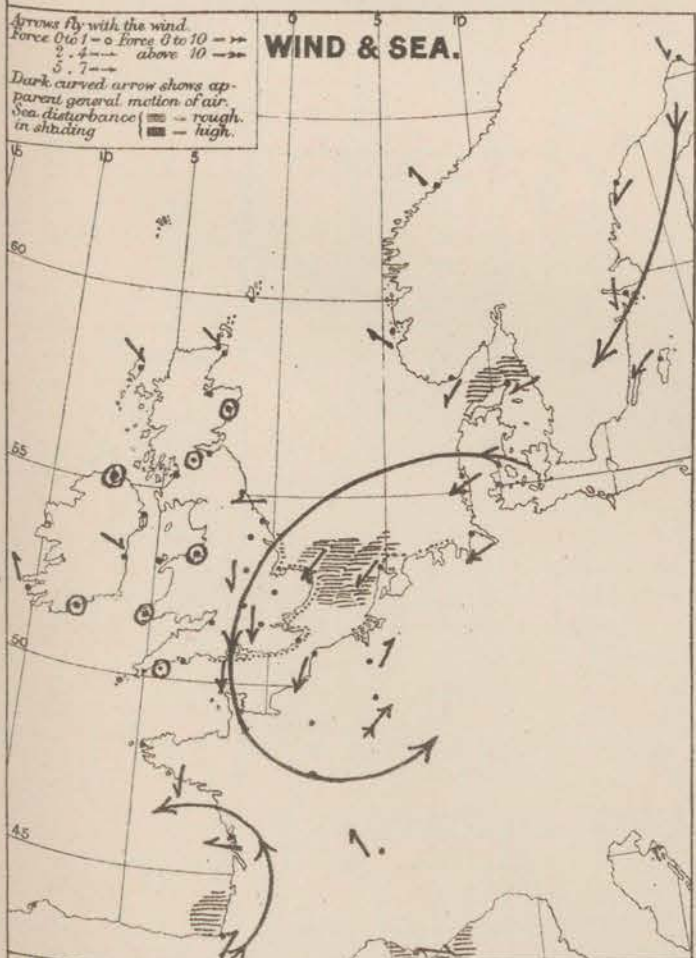 WIND & SEA.
Arrows fly with the wind.
Force 0 to 1 - o Force 8 to 10
2 . 4 - above 10 -
5 . 7 -
Dark curved arrow shows ap-
parent general motion of air.
Sea disturbance { rough.
in shading high.
0 10
15 10 5
60
55
50
45
0 5